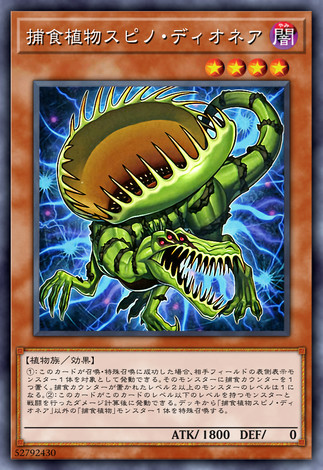 捕食植物スピノ・ディオネア
闇
やみ
【植物族／効果】
①:このカードが召喚・特殊召喚に成功した場合、相手フィールドの表側表示モ
ンスター１体を対象として発動できる。そのモンスターに捕食カウンターを１
つ置く。捕食カウンターが置かれたレベル２以上のモンスターのレベルは１に
なる。②:このカードがこのカードのレベル以下のレベルを持つモンスターと
戦闘を行ったダメージ計算後に発動できる。デッキから「捕食植物スピノ・ディオ
ネア」以外の「捕食植物」モンスター１体を特殊召喚する。
ATK/ 1800 DEF/ 0
52792430